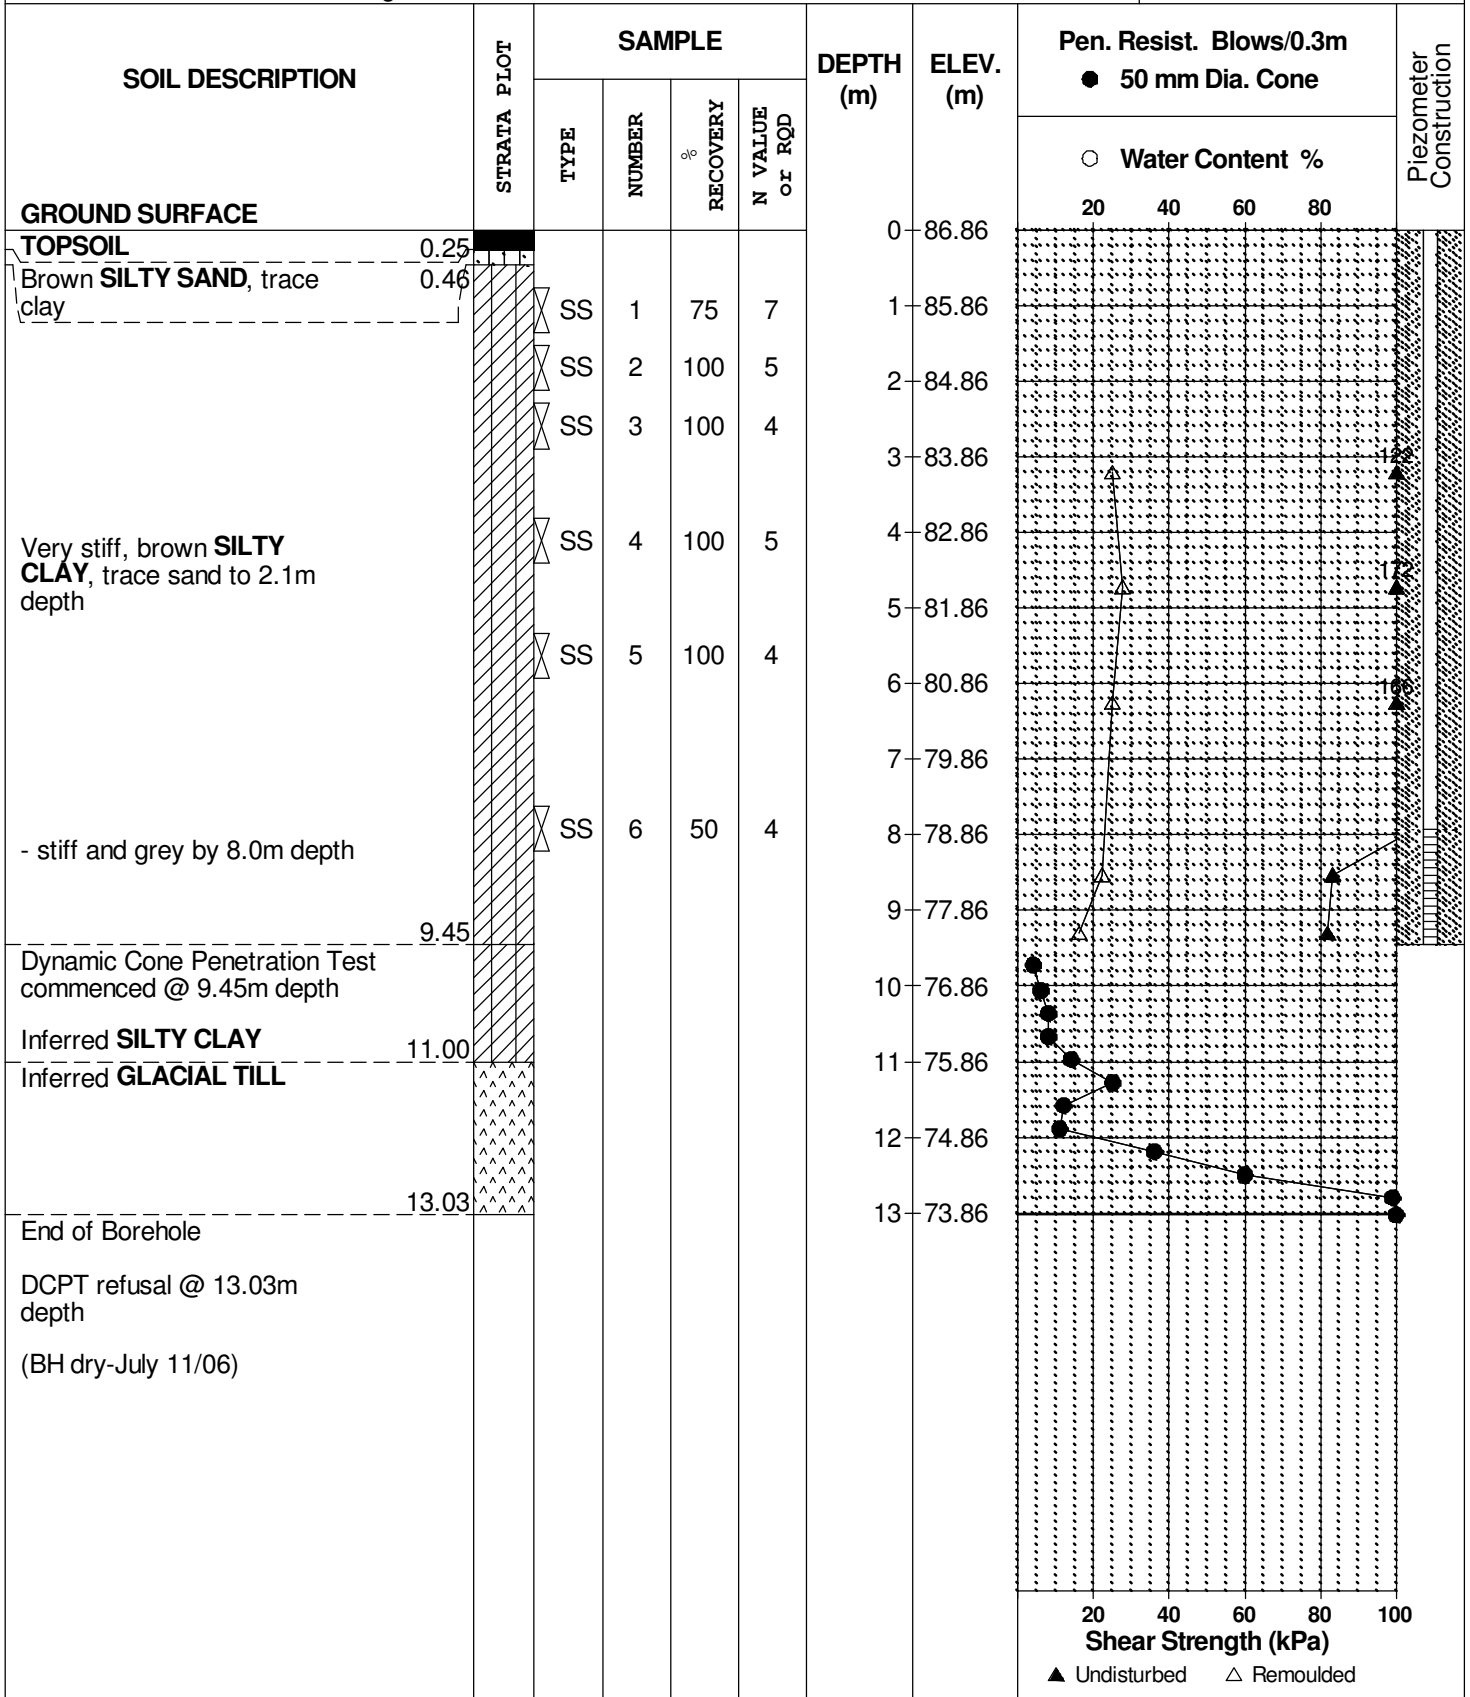 SOIL DESCRIPTION
STRATA PLOT
SAMPLE
TYPE
NUMBER
% RECOVERY
N VALUE or RQD
DEPTH (m)
ELEV. (m)
Pen. Resist. Blows/0.3m
● 50 mm Dia. Cone
○ Water Content %
Piezometer Construction
20 40 60 80
GROUND SURFACE
0 86.86
TOPSOIL 0.25
Brown SILTY SAND, trace 0.46
clay
SS 1 75 7
1 85.86
SS 2 100 5
2 84.86
SS 3 100 4
3 83.86
4 82.86
SS 4 100 5
Very stiff, brown SILTY
CLAY, trace sand to 2.1m
depth
172
5 81.86
SS 5 100 4
6 80.86
7 79.86
SS 6 50 4
8 78.86
- stiff and grey by 8.0m depth
9 77.86
9.45
Dynamic Cone Penetration Test
commenced @ 9.45m depth
10 76.86
Inferred SILTY CLAY
11.00
11 75.86
Inferred GLACIAL TILL
12 74.86
13.03
13 73.86
End of Borehole
DCPT refusal @ 13.03m
depth
(BH dry-July 11/06)
20 40 60 80 100
Shear Strength (kPa)
▲ Undisturbed △ Remoulded